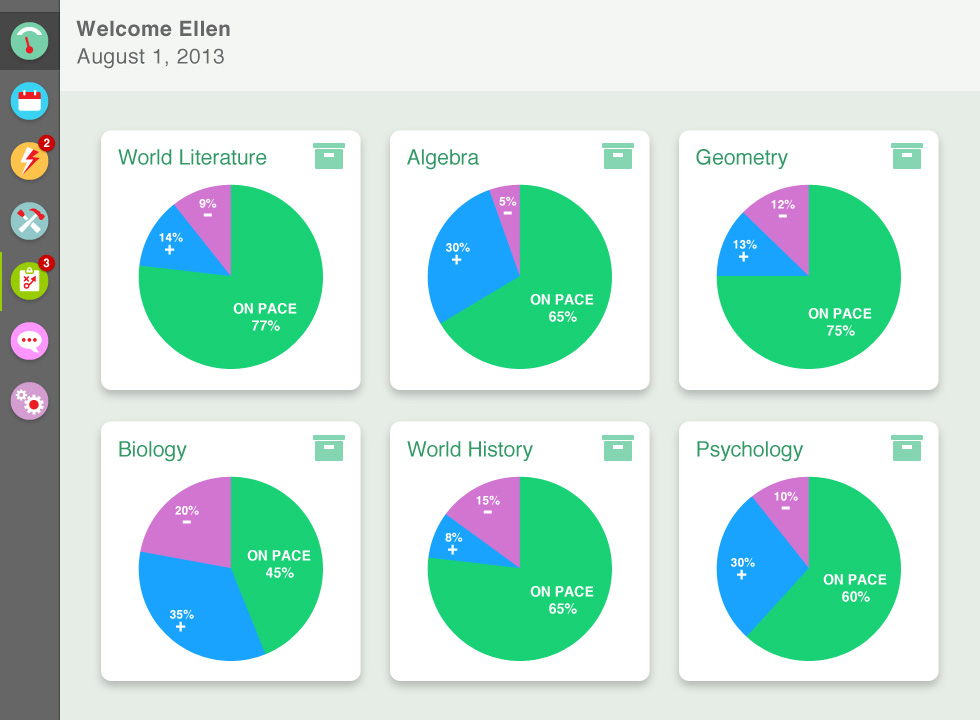 Welcome Ellen
August 1, 2013
2
3
World Literature
9%
-
14%
+
ON PACE
77%
Algebra
5%
-
30%
+
ON PACE
65%
Geometry
12%
-
13%
+
ON PACE
75%
Biology
20%
-
ON PACE
45%
35%
+
World History
15%
-
8%
+
ON PACE
65%
Psychology
10%
-
30%
+
ON PACE
60%